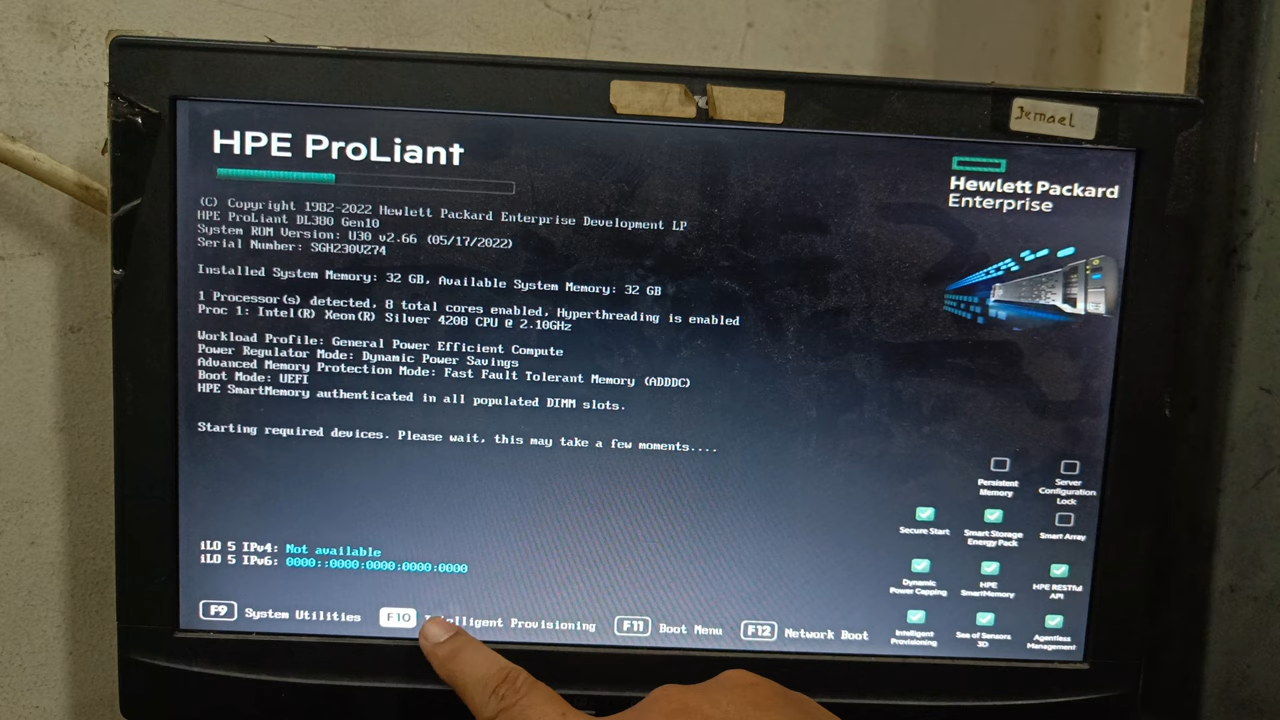 Jemael
HPE ProLiant
Hewlett Packard
Enterprise
(C) Copyright 1982-2022 Hewlett Packard Enterprise Development LP
HPE ProLiant DL380 Gen10
System ROM Version: U30 v2.66 (05/17/2022)
Serial Number: SGH230V274
Installed System Memory: 32 GB, Available System Memory: 32 GB
1 Processor(s) detected, 8 total cores enabled, Hyperthreading is enabled
Proc 1: Intel(R) Xeon(R) Silver 4208 CPU @ 2.10GHz
Workload Profile: General Power Efficient Compute
Power Regulator Mode: Dynamic Power Savings
Advanced Memory Protection Mode: Fast Fault Tolerant Memory (ADDDC)
Boot Mode: UEFI
HPE SmartMemory authenticated in all populated DIMM slots.
Starting required devices. Please wait, this may take a few moments....
Persistent
Memory
Server
Configuration
Lock
Secure Start
Smart Storage
Energy Pack
Smart Array
Dynamic
Power Capping
HPE
SmartMemory
HPE RESTful
API
Intelligent
Provisioning
Sea of Sensors
3D
Agentless
Management
iLO 5 IPv4: Not available
iLO 5 IPv6: 0000::0000:0000:0000:0000
F9 System Utilities F10 Intelligent Provisioning F11 Boot Menu F12 Network Boot